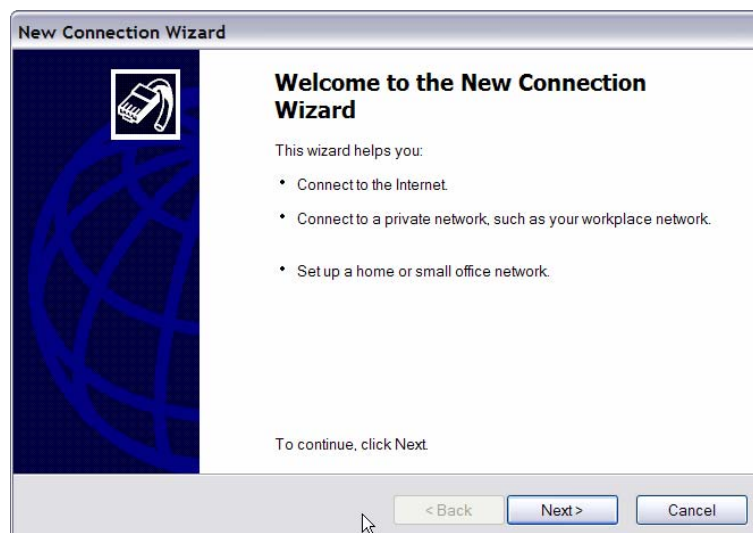 New Connection Wizard
Welcome to the New Connection
Wizard
This wizard helps you:
• Connect to the Internet.
• Connect to a private network, such as your workplace network.
• Set up a home or small office network.
To continue, click Next.
< Back Next > Cancel